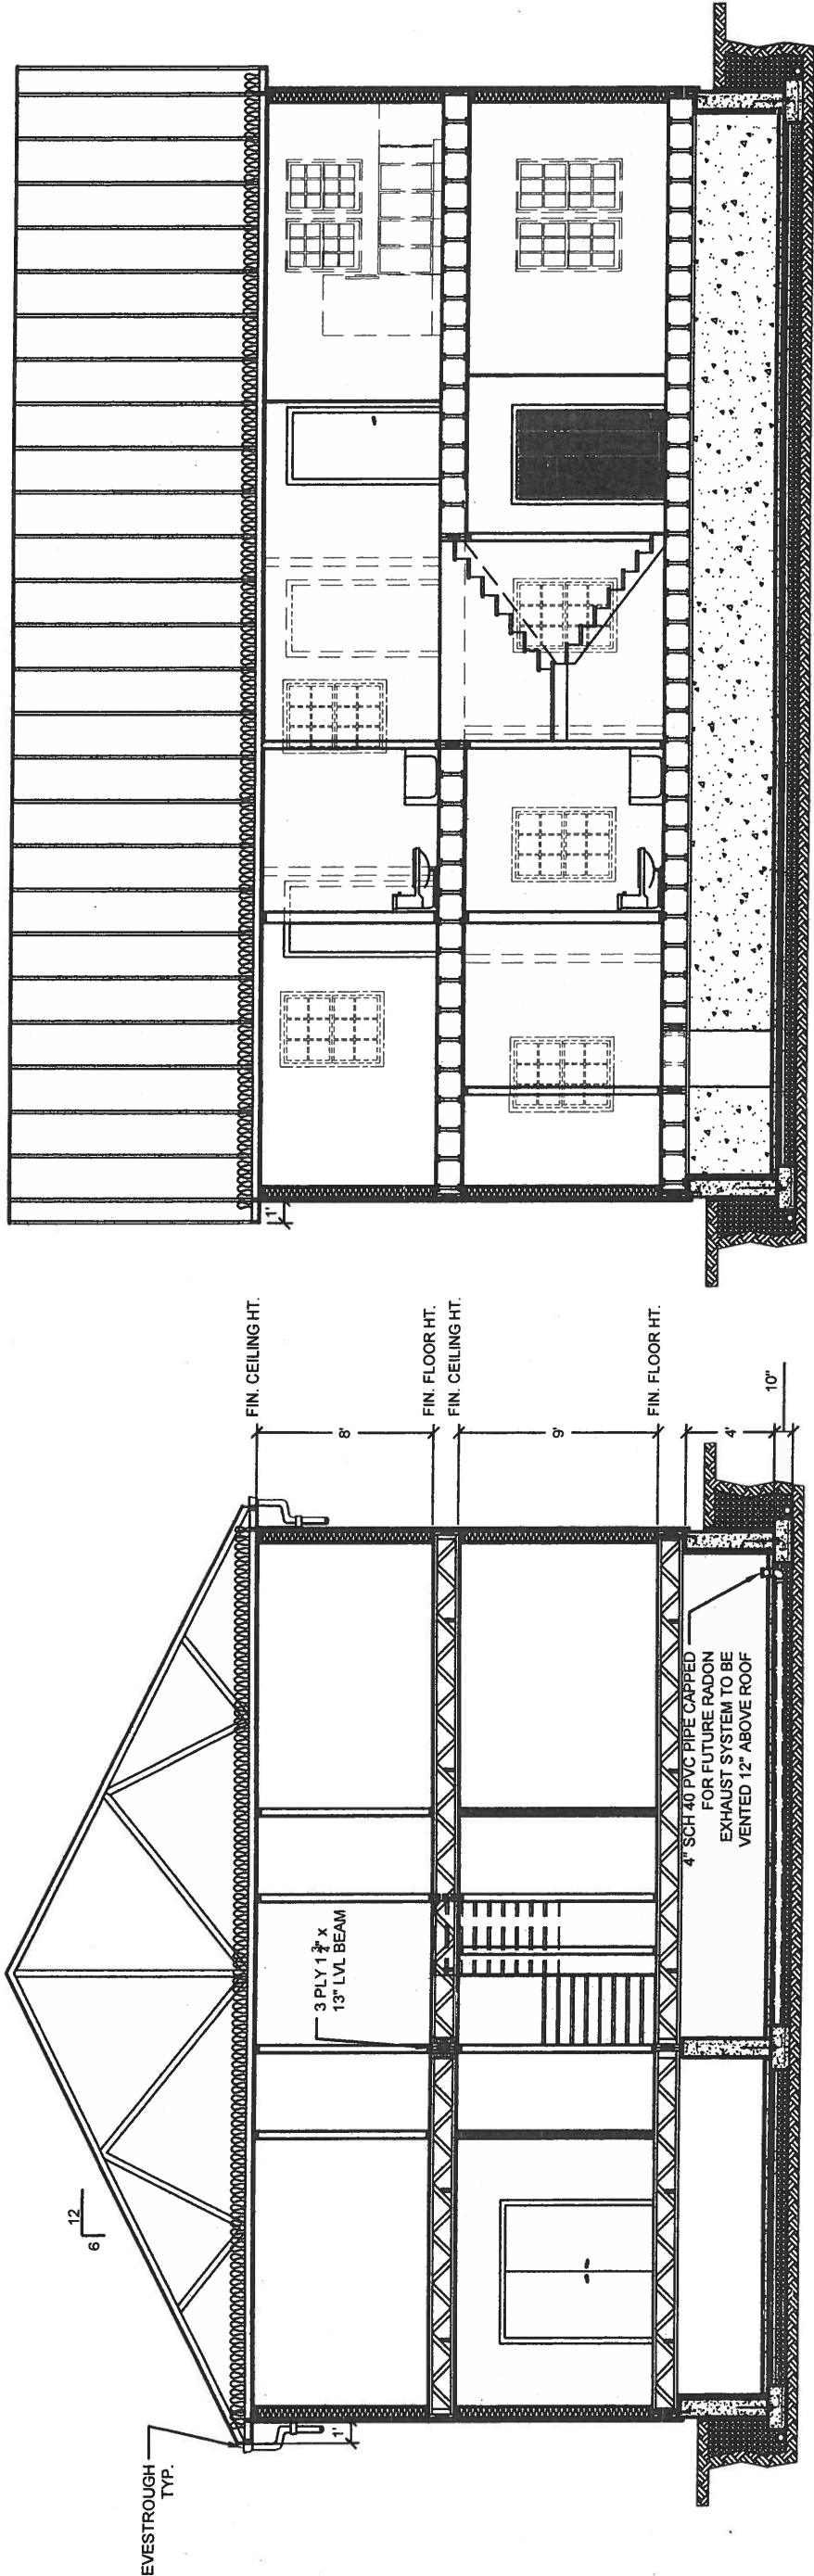 1'
FIN. CEILING HT.
FIN. FLOOR HT.
FIN. CEILING HT.
FIN. FLOOR HT.
8'
9'
4'
10"
12
6
3 PLY 1 3/4" x
13" LVL BEAM
4" SCH 40 PVC PIPE CAPPED
FOR FUTURE RADON
EXHAUST SYSTEM TO BE
VENTED 12" ABOVE ROOF
1'
EVESTROUGH
TYP.